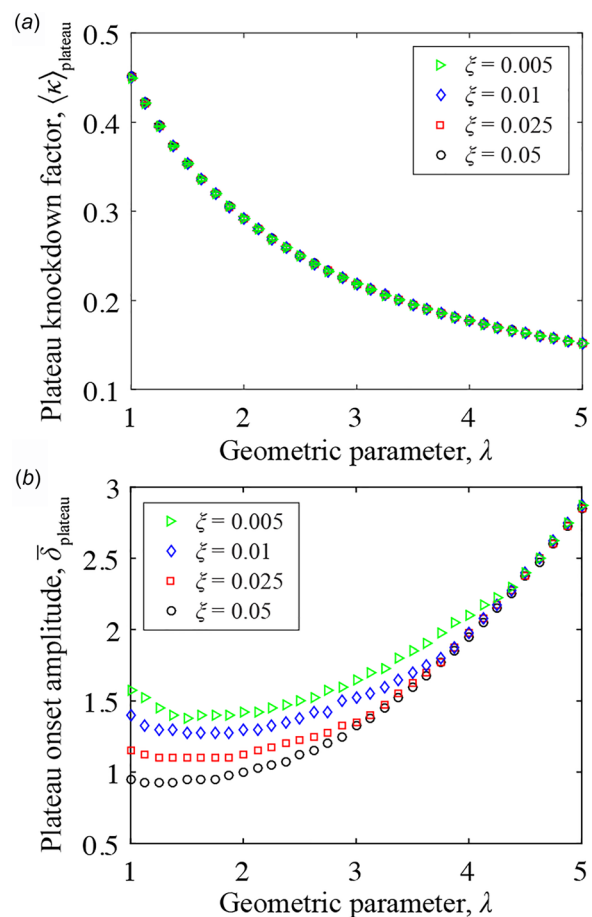 (a)
0.5
0.4
0.3
0.2
0.1
Plateau knockdown factor, ⟨κ⟩plateau
ξ = 0.005
ξ = 0.01
ξ = 0.025
ξ = 0.05
1 2 3 4 5
Geometric parameter, λ
(b)
3
2.5
2
1.5
1
0.5
Plateau onset amplitude, δ̅plateau
ξ = 0.005
ξ = 0.01
ξ = 0.025
ξ = 0.05
1 2 3 4 5
Geometric parameter, λ